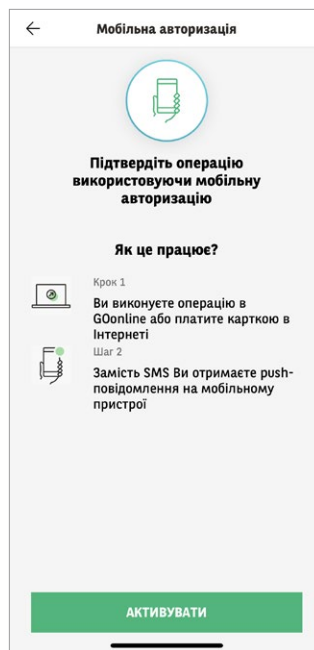 Мобільна авторизація
Підтвердіть операцію
використовуючи мобільну
авторизацію
Як це працює?
Крок 1
Ви виконуєте операцію в
GOonline або платите карткою в
Інтернеті
Шаг 2
Замість SMS Ви отримаєте push-
повідомлення на мобільному
пристрої
АКТИВУВАТИ